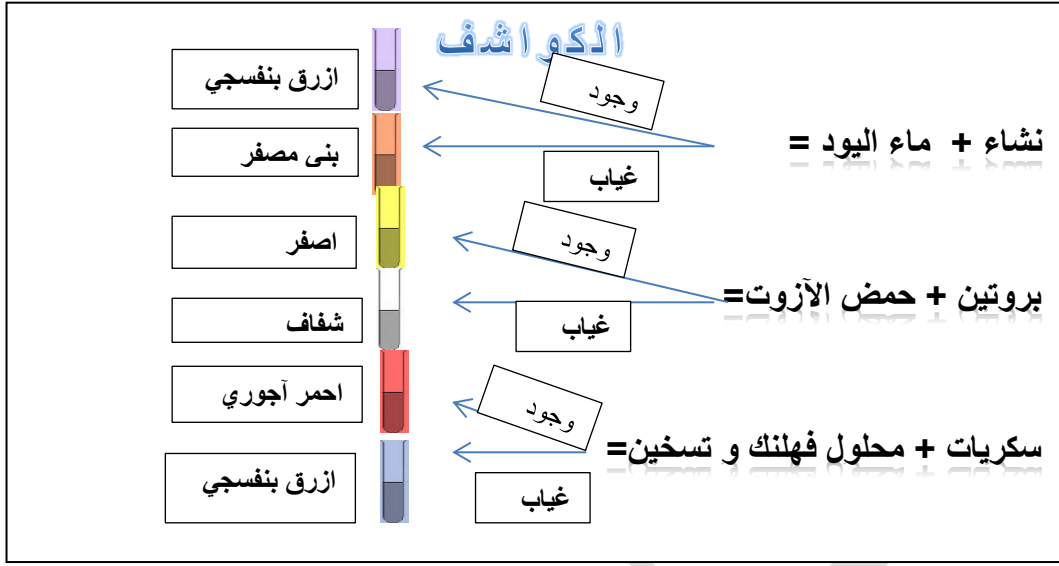 الكواشف
نشاء + ماء اليود =
وجود
ازرق بنفسجي
غياب
بنى مصفر
بروتين + حمض الآزوت=
وجود
اصفر
غياب
شفاف
سكريات + محلول فهلنك و تسخين=
وجود
احمر آجوري
غياب
ازرق بنفسجي